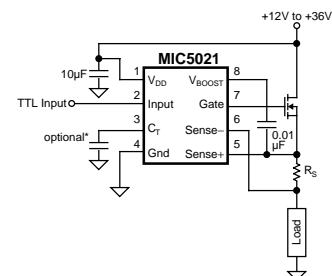 +12V to +36V
MIC5021
10µF
1 VDD VBOOST 8
TTL Input 2 Input Gate 7
optional* 3 CT Sense− 6
4 Gnd Sense+ 5
0.01
µF
RS
Load